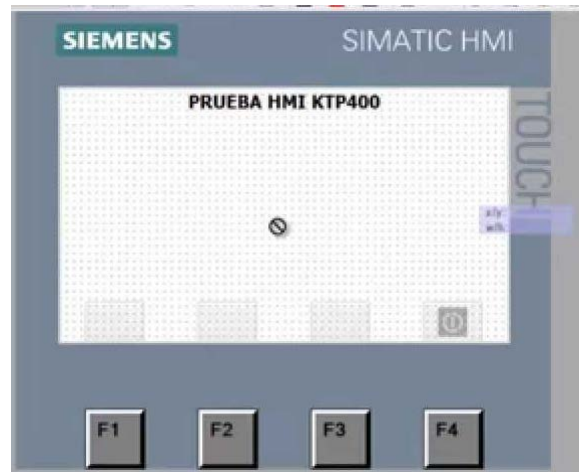 SIEMENS
SIMATIC HMI
PRUEBA HMI KTP400
TOUCH
x/y
w/h
F1
F2
F3
F4